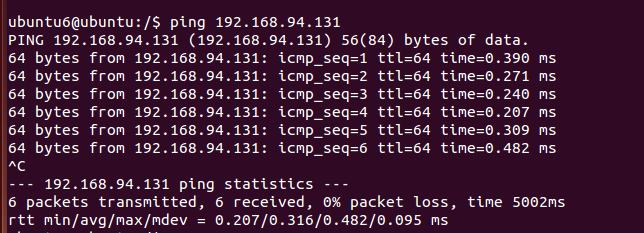 ubuntu6@ubuntu:/$ ping 192.168.94.131
PING 192.168.94.131 (192.168.94.131) 56(84) bytes of data.
64 bytes from 192.168.94.131: icmp_seq=1 ttl=64 time=0.390 ms
64 bytes from 192.168.94.131: icmp_seq=2 ttl=64 time=0.271 ms
64 bytes from 192.168.94.131: icmp_seq=3 ttl=64 time=0.240 ms
64 bytes from 192.168.94.131: icmp_seq=4 ttl=64 time=0.207 ms
64 bytes from 192.168.94.131: icmp_seq=5 ttl=64 time=0.309 ms
64 bytes from 192.168.94.131: icmp_seq=6 ttl=64 time=0.482 ms
^C
--- 192.168.94.131 ping statistics ---
6 packets transmitted, 6 received, 0% packet loss, time 5002ms
rtt min/avg/max/mdev = 0.207/0.316/0.482/0.095 ms